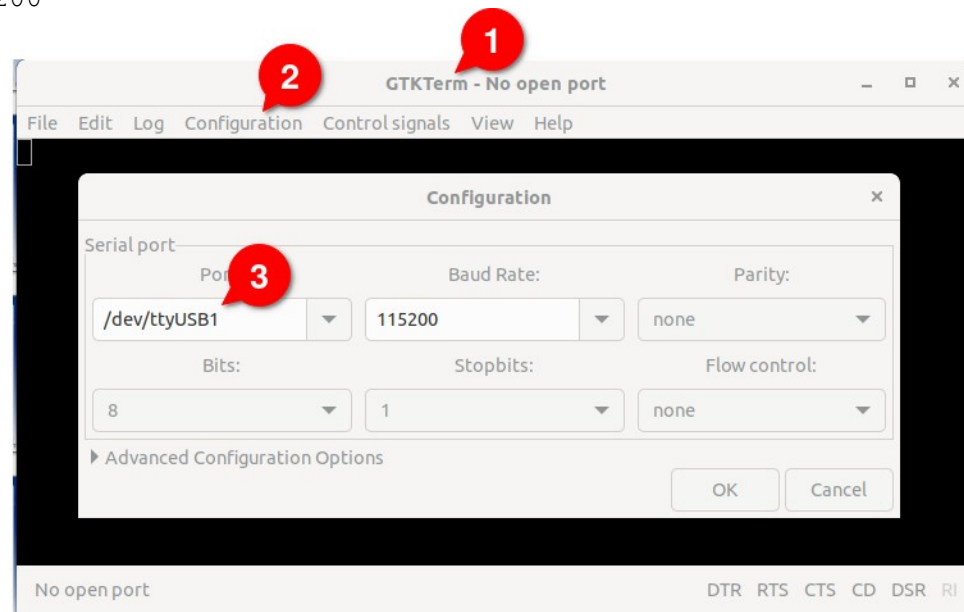 1
2
GTKTerm - No open port
File Edit Log Configuration Control signals View Help
Configuration
Serial port
3
Baud Rate:
Parity:
/dev/ttyUSB1
115200
none
Bits:
Stopbits:
Flow control:
8
1
none
Advanced Configuration Options
OK
Cancel
No open port
DTR RTS CTS CD DSR RI